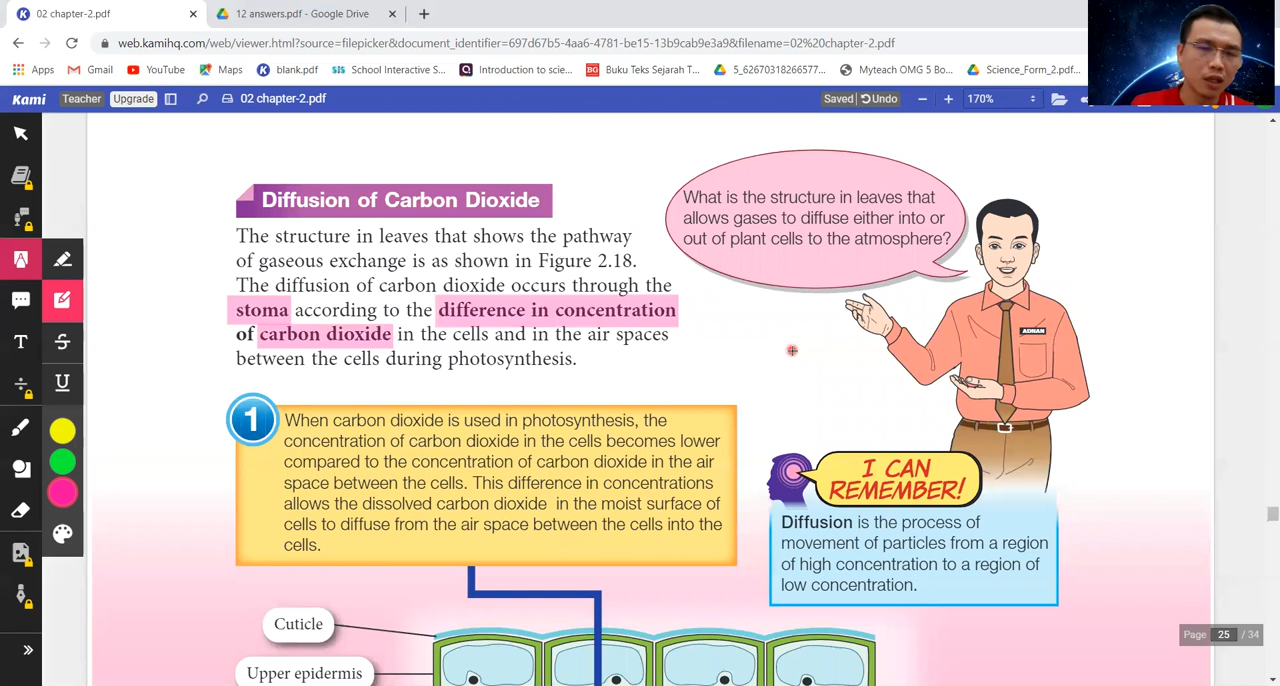 02 chapter-2.pdf
12 answers.pdf - Google Drive
web.kamihq.com/web/viewer.html?source=filepicker&document_identifier=697d67b5-4aa6-4781-be15-13b9cab9e3a9&filename=02%20chapter-2.pdf
Apps Gmail YouTube Maps blank.pdf School Interactive S... Introduction to scie... Buku Teks Sejarah T... 5_62670318266577... Myteach OMG 5 Bo... Science_Form_2.pdf...
Kami Teacher Upgrade 02 chapter-2.pdf Saved Undo 170%
Diffusion of Carbon Dioxide
The structure in leaves that shows the pathway
of gaseous exchange is as shown in Figure 2.18.
The diffusion of carbon dioxide occurs through the
stoma according to the difference in concentration
of carbon dioxide in the cells and in the air spaces
between the cells during photosynthesis.
What is the structure in leaves that
allows gases to diffuse either into or
out of plant cells to the atmosphere?
ADNAN
1
When carbon dioxide is used in photosynthesis, the
concentration of carbon dioxide in the cells becomes lower
compared to the concentration of carbon dioxide in the air
space between the cells. This difference in concentrations
allows the dissolved carbon dioxide in the moist surface of
cells to diffuse from the air space between the cells into the
cells.
I CAN
REMEMBER!
Diffusion is the process of
movement of particles from a region
of high concentration to a region of
low concentration.
Cuticle
Upper epidermis
Page 25 / 34